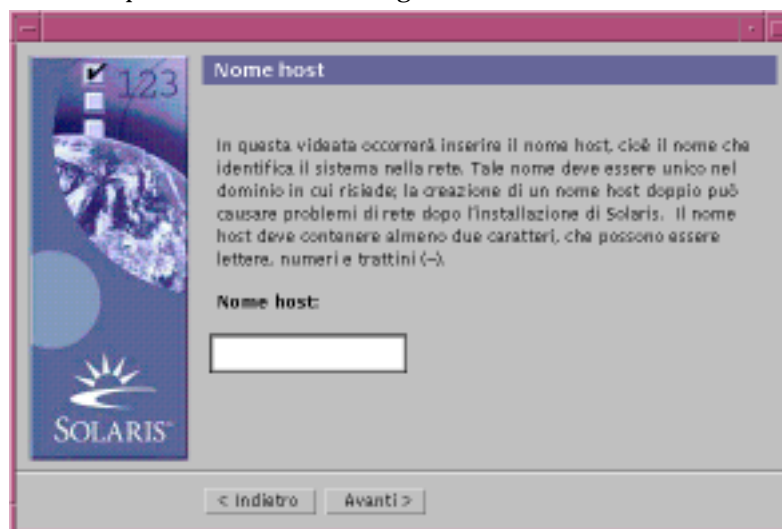 123
Nome host
In questa videata occorrerà inserire il nome host, cioè il nome che
identifica il sistema nella rete. Tale nome deve essere unico nel
dominio in cui risiede; la creazione di un nome host doppio può
causare problemi di rete dopo l'installazione di Solaris. Il nome
host deve contenere almeno due caratteri, che possono essere
lettere, numeri e trattini (-).
Nome host:
SOLARIS™
< Indietro
Avanti >